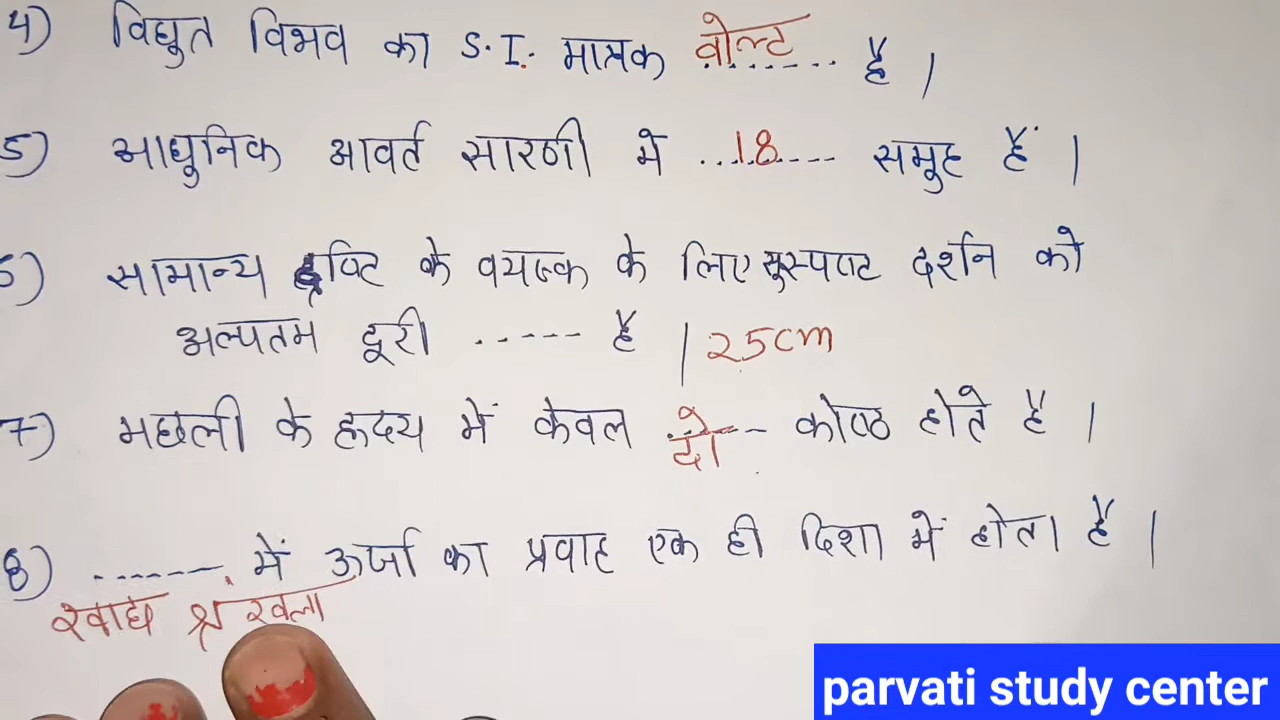 4) विद्युत विभव का S.I. मात्रक वोल्ट है |
5) आधुनिक आवर्त सारणी में ...18.... समुह हैं |
6) सामान्य दृष्टि के वयष्क के लिए सुस्पष्ट दर्शन को
अल्पतम दूरी ...... है | 25cm
7) मछली के हृदय में केवल दो कोष्ठ होते है |
8) ........ में ऊर्जा का प्रवाह एक ही दिशा में होता है |
खाद्य श्रंखला
parvati study center